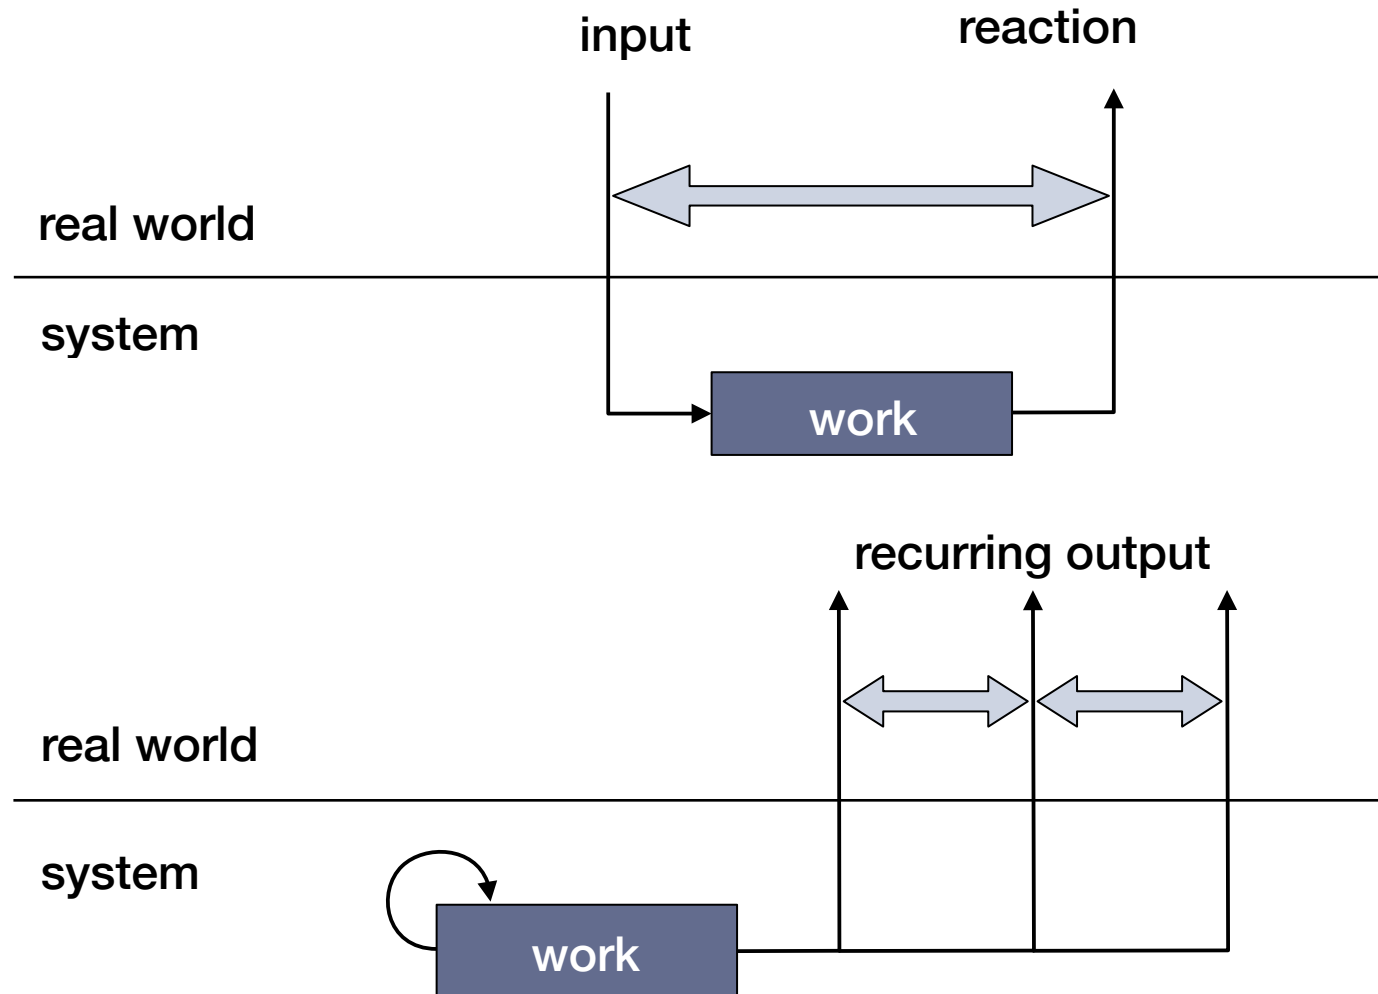 input
reaction
real world
system
work
recurring output
real world
system
work